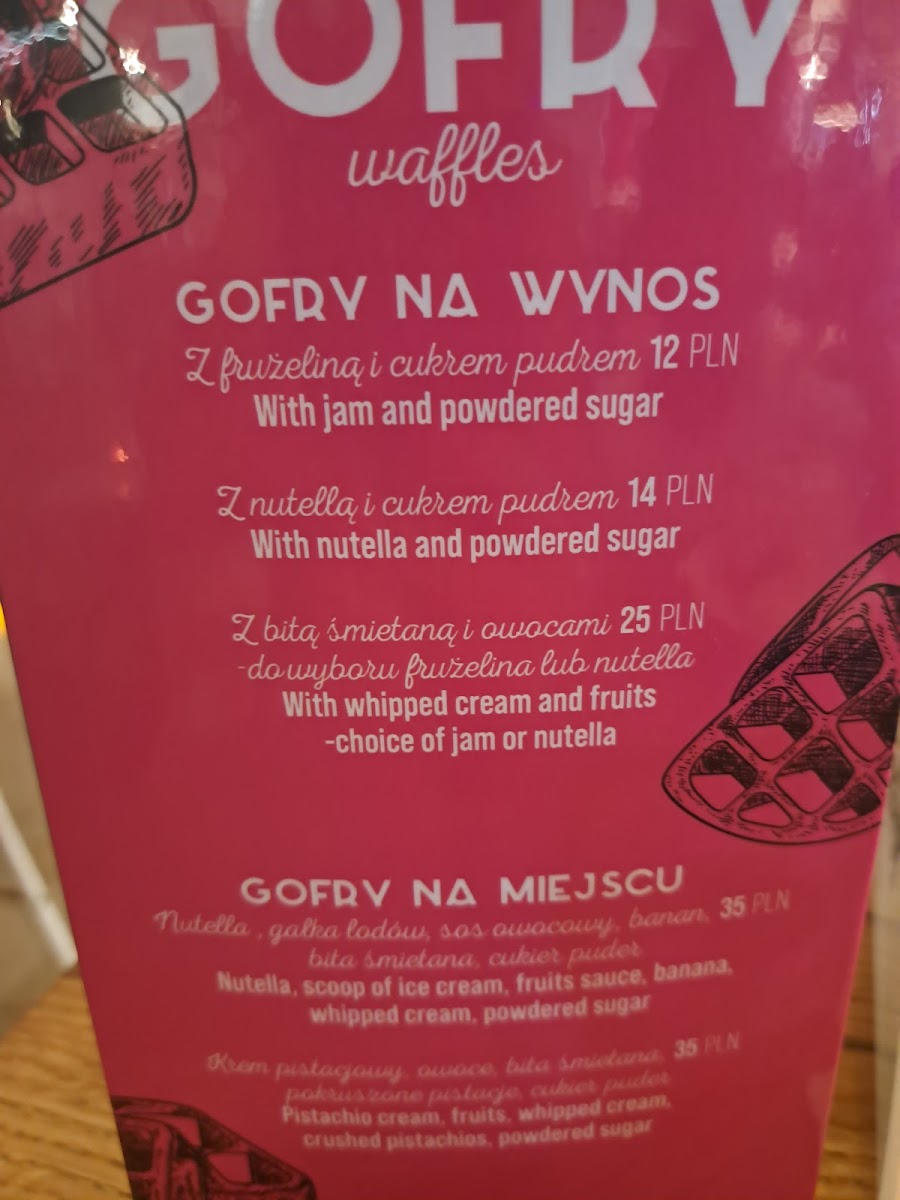 GOFRY
waffles
GOFRY NA WYNOS
Z frużeliną i cukrem pudrem 12 PLN
With jam and powdered sugar
Z nutellą i cukrem pudrem 14 PLN
With nutella and powdered sugar
Z bitą śmietaną i owocami 25 PLN
-do wyboru frużelina lub nutella
With whipped cream and fruits
-choice of jam or nutella
GOFRY NA MIEJSCU
Nutella , gałka lodów, sos owocowy, banan, 35 PLN
bita śmietana, cukier puder
Nutella, scoop of ice cream, fruits sauce, banana,
whipped cream, powdered sugar
Krem pistacjowy, owoce, bita śmietana, 35 PLN
pokruszone pistacje, cukier puder
Pistachio cream, fruits, whipped cream,
crushed pistachios, powdered sugar